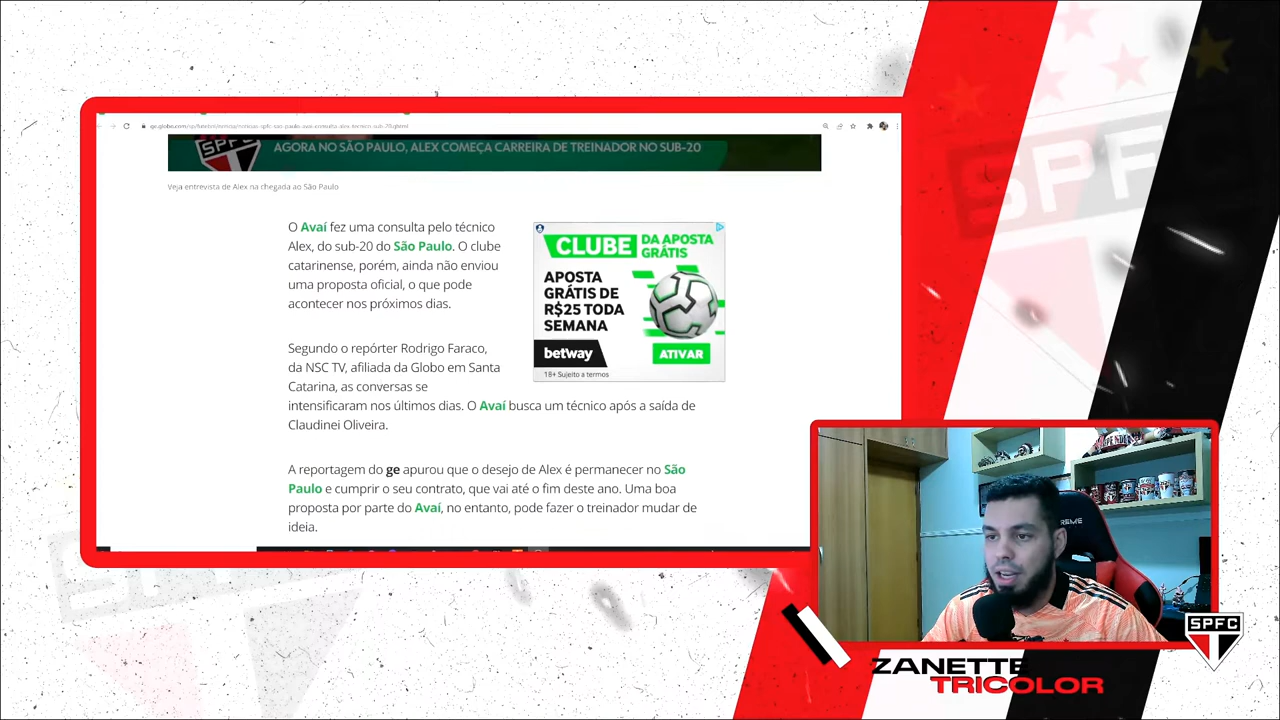 SPFC
AGORA NO SÃO PAULO, ALEX COMEÇA CARREIRA DE TREINADOR NO SUB-20
Veja entrevista de Alex na chegada ao São Paulo
O Avaí fez uma consulta pelo técnico
Alex, do sub-20 do São Paulo. O clube
catarinense, porém, ainda não enviou
uma proposta oficial, o que pode
acontecer nos próximos dias.
CLUBE DA APOSTA
GRÁTIS
APOSTA
GRÁTIS DE
R$25 TODA
SEMANA
betway
ATIVAR
18+ Sujeito a termos
Segundo o repórter Rodrigo Faraco,
da NSC TV, afiliada da Globo em Santa
Catarina, as conversas se
intensificaram nos últimos dias. O Avaí busca um técnico após a saída de
Claudinei Oliveira.
A reportagem do ge apurou que o desejo de Alex é permanecer no São
Paulo e cumprir o seu contrato, que vai até o fim deste ano. Uma boa
proposta por parte do Avaí, no entanto, pode fazer o treinador mudar de
ideia.
SPFC
SPFC
ZANETTE
TRICOLOR